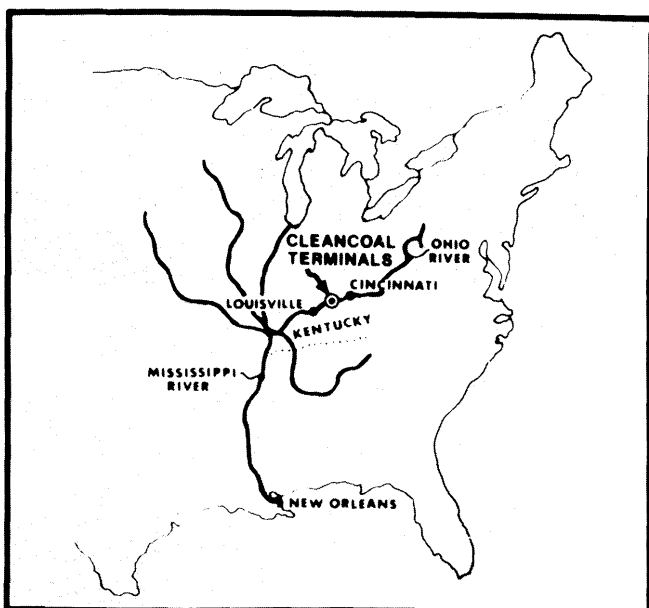 CLEANCOAL
TERMINALS
OHIO
RIVER
CINCINNATI
LOUISVILLE
KENTUCKY
MISSISSIPPI
RIVER
NEW ORLEANS